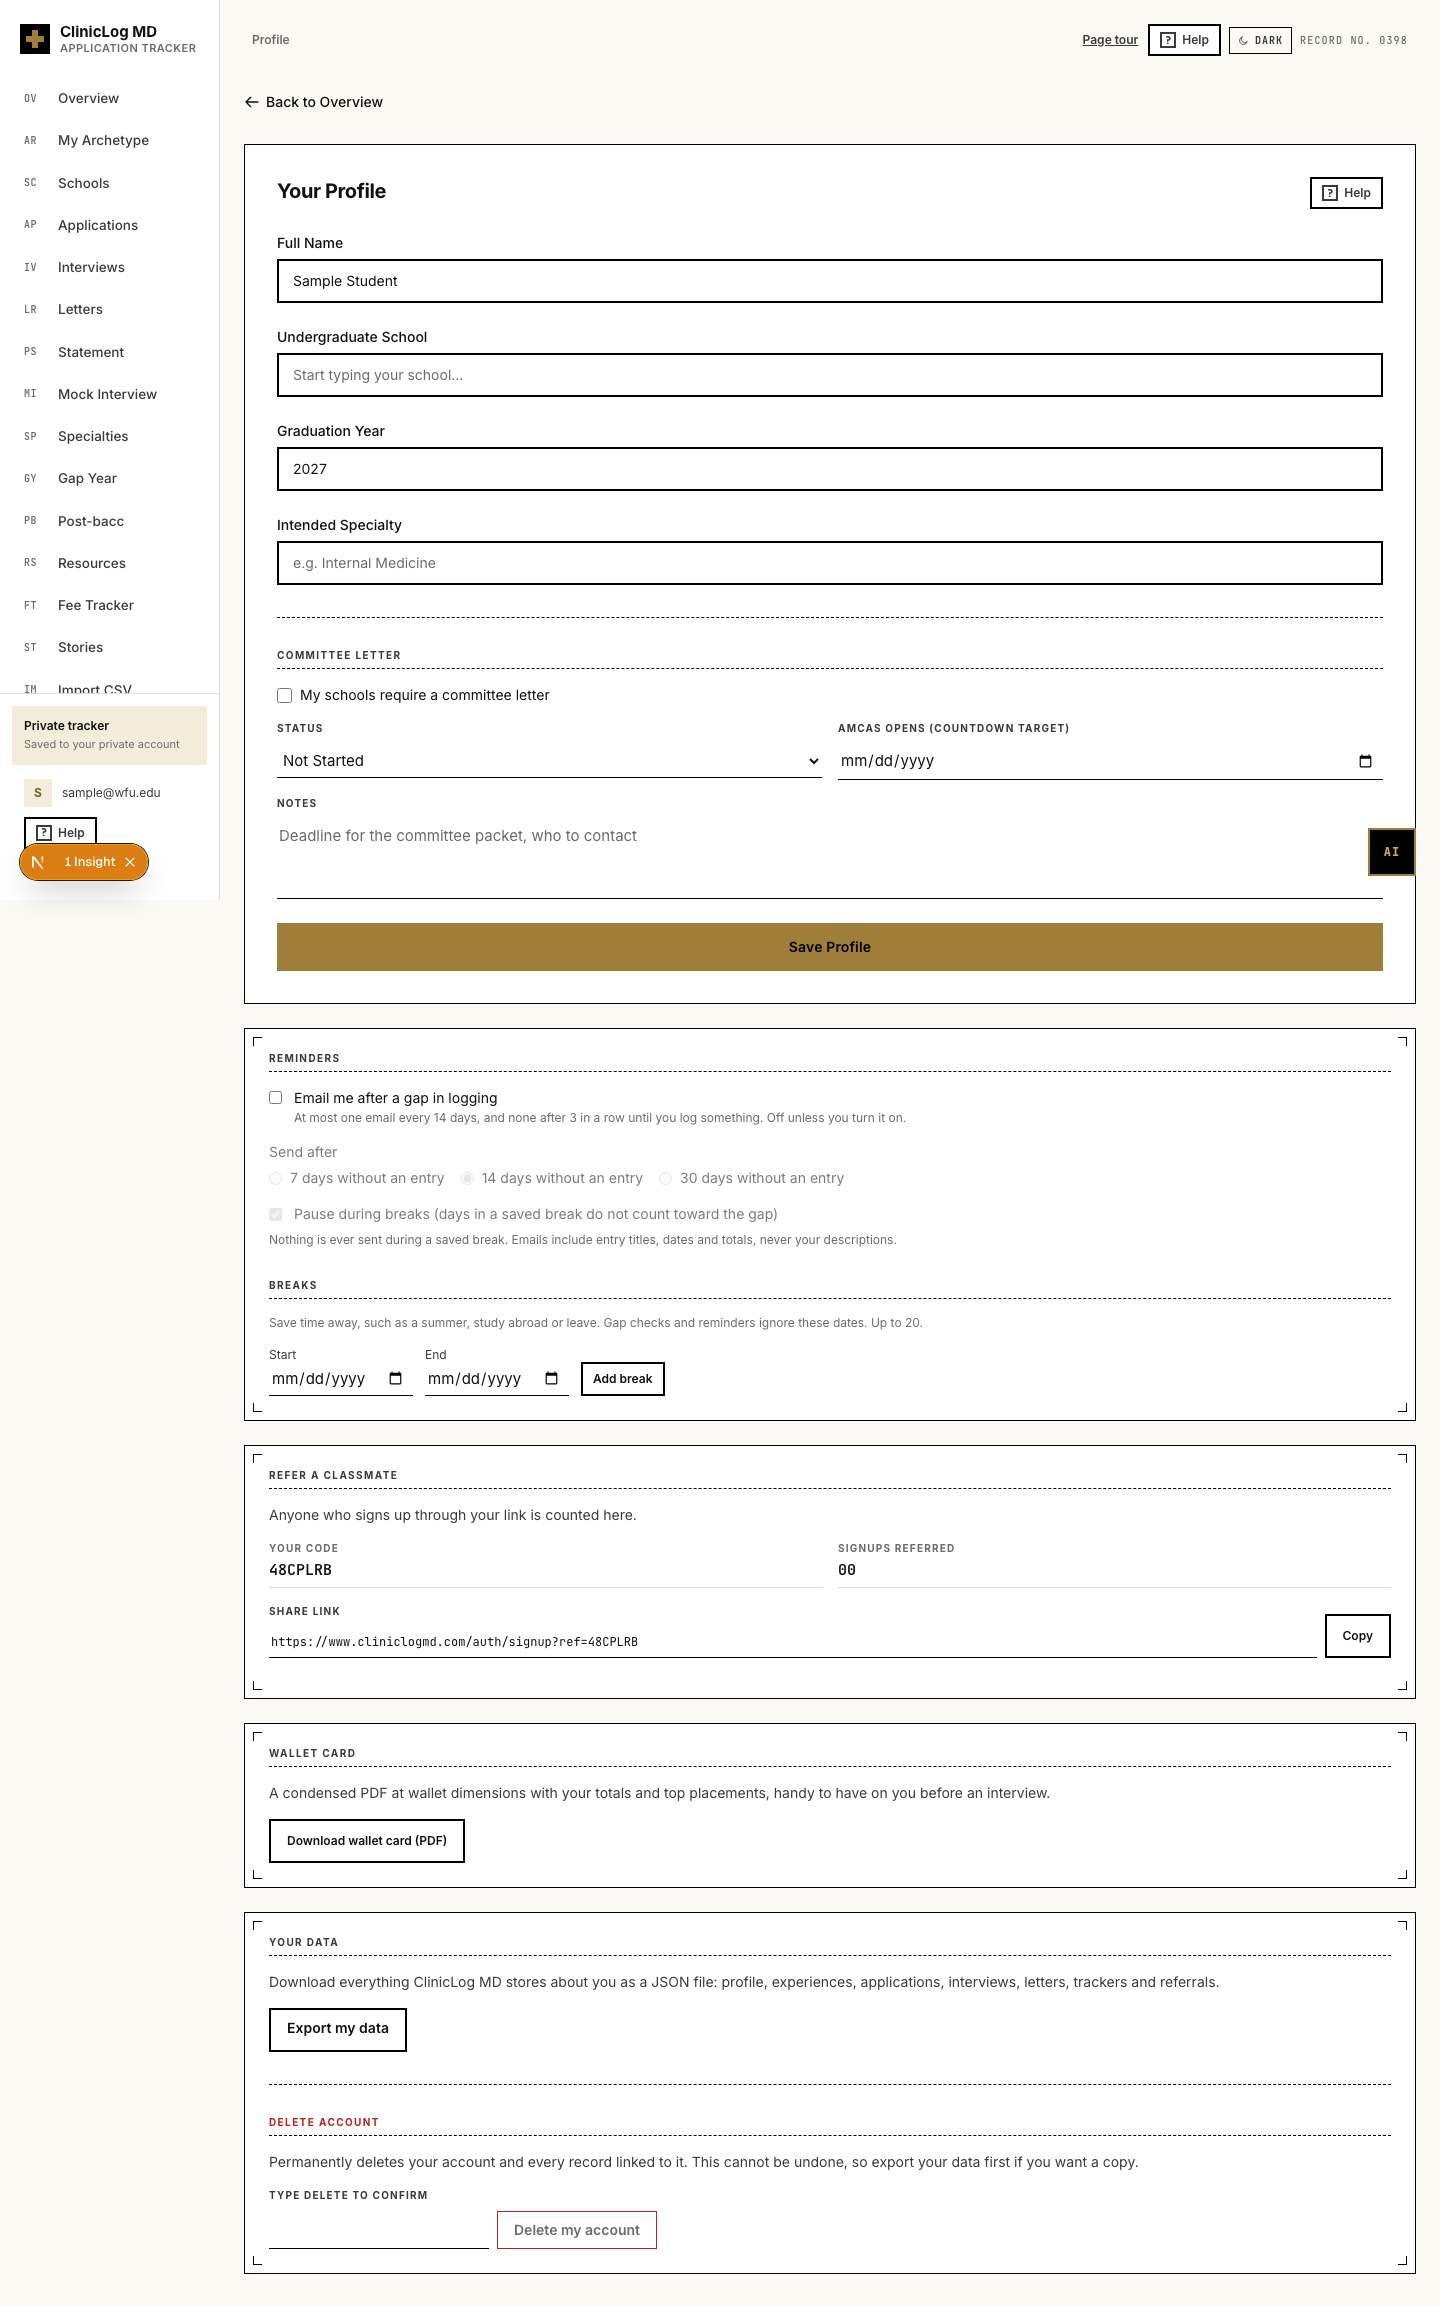 ClinicLog MD
APPLICATION TRACKER
OV Overview
AR My Archetype
SC Schools
AP Applications
IV Interviews
LR Letters
PS Statement
MI Mock Interview
SP Specialties
GY Gap Year
PB Post-bacc
RS Resources
FT Fee Tracker
ST Stories
IM Import CSV
Private tracker
Saved to your private account
S sample@wfu.edu
? Help
N 1 Insight
Profile
Page tour
? Help
DARK
RECORD NO. 0398
← Back to Overview
Your Profile
? Help
Full Name
Sample Student
Undergraduate School
Start typing your school...
Graduation Year
2027
Intended Specialty
e.g. Internal Medicine
COMMITTEE LETTER
My schools require a committee letter
STATUS
Not Started
AMCAS OPENS (COUNTDOWN TARGET)
mm/dd/yyyy
NOTES
Deadline for the committee packet, who to contact
AI
Save Profile
REMINDERS
Email me after a gap in logging
At most one email every 14 days, and none after 3 in a row until you log something. Off unless you turn it on.
Send after
7 days without an entry 14 days without an entry 30 days without an entry
Pause during breaks (days in a saved break do not count toward the gap)
Nothing is ever sent during a saved break. Emails include entry titles, dates and totals, never your descriptions.
BREAKS
Save time away, such as a summer, study abroad or leave. Gap checks and reminders ignore these dates. Up to 20.
Start End
mm/dd/yyyy mm/dd/yyyy Add break
REFER A CLASSMATE
Anyone who signs up through your link is counted here.
YOUR CODE
48CPLRB
SIGNUPS REFERRED
00
SHARE LINK
https://www.cliniclogmd.com/auth/signup?ref=48CPLRB
Copy
WALLET CARD
A condensed PDF at wallet dimensions with your totals and top placements, handy to have on you before an interview.
Download wallet card (PDF)
YOUR DATA
Download everything ClinicLog MD stores about you as a JSON file: profile, experiences, applications, interviews, letters, trackers and referrals.
Export my data
DELETE ACCOUNT
Permanently deletes your account and every record linked to it. This cannot be undone, so export your data first if you want a copy.
TYPE DELETE TO CONFIRM
Delete my account